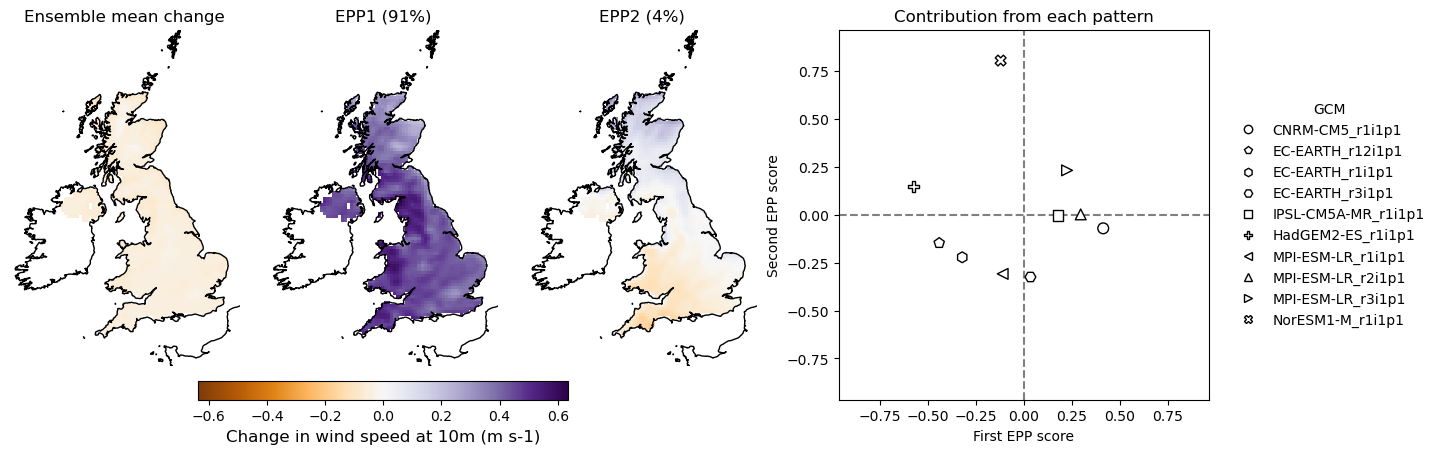 Ensemble mean change
EPP1 (91%)
EPP2 (4%)
Contribution from each pattern
−0.6 −0.4 −0.2 0.0 0.2 0.4 0.6
Change in wind speed at 10m (m s-1)
Second EPP score
0.75
0.50
0.25
0.00
−0.25
−0.50
−0.75
−0.75 −0.50 −0.25 0.00 0.25 0.50 0.75
First EPP score
GCM
CNRM-CM5_r1i1p1
EC-EARTH_r12i1p1
EC-EARTH_r1i1p1
EC-EARTH_r3i1p1
IPSL-CM5A-MR_r1i1p1
HadGEM2-ES_r1i1p1
MPI-ESM-LR_r1i1p1
MPI-ESM-LR_r2i1p1
MPI-ESM-LR_r3i1p1
NorESM1-M_r1i1p1